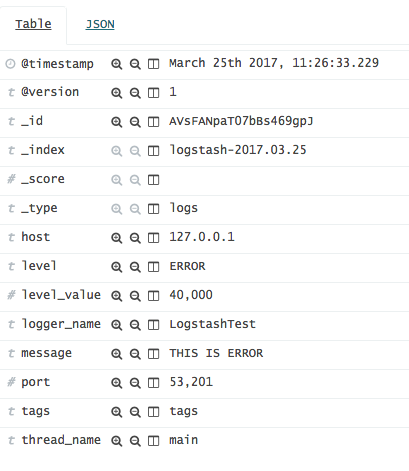 Table JSON
@timestamp March 25th 2017, 11:26:33.229
t @version 1
t _id AVsFANpaT07bBs469gpJ
t _index logstash-2017.03.25
# _score
t _type logs
t host 127.0.0.1
t level ERROR
# level_value 40,000
t logger_name LogstashTest
t message THIS IS ERROR
# port 53,201
t tags tags
t thread_name main